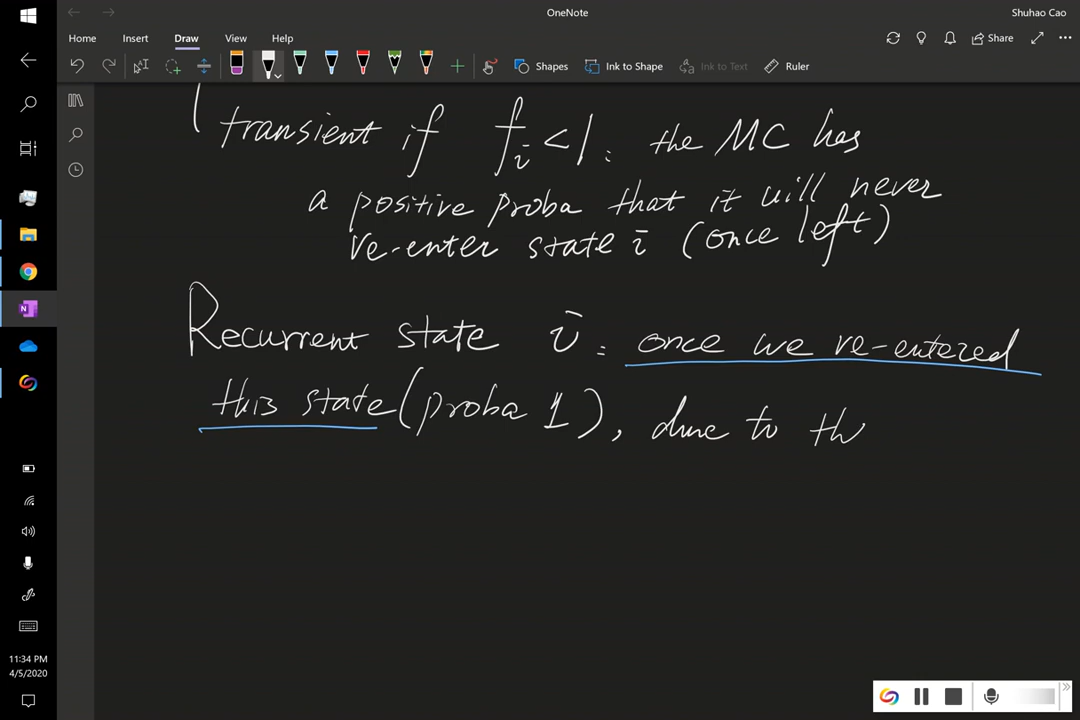 OneNote
Shuhao Cao
Home Insert Draw View Help
Share
Shapes
Ink to Shape
Ink to Text
Ruler
transient if f_i < 1 : the MC has
a positive proba that it will never
re-enter state i (once left)
Recurrent state i : once we re-entered
this state (proba 1), due to th
11:34 PM
4/5/2020